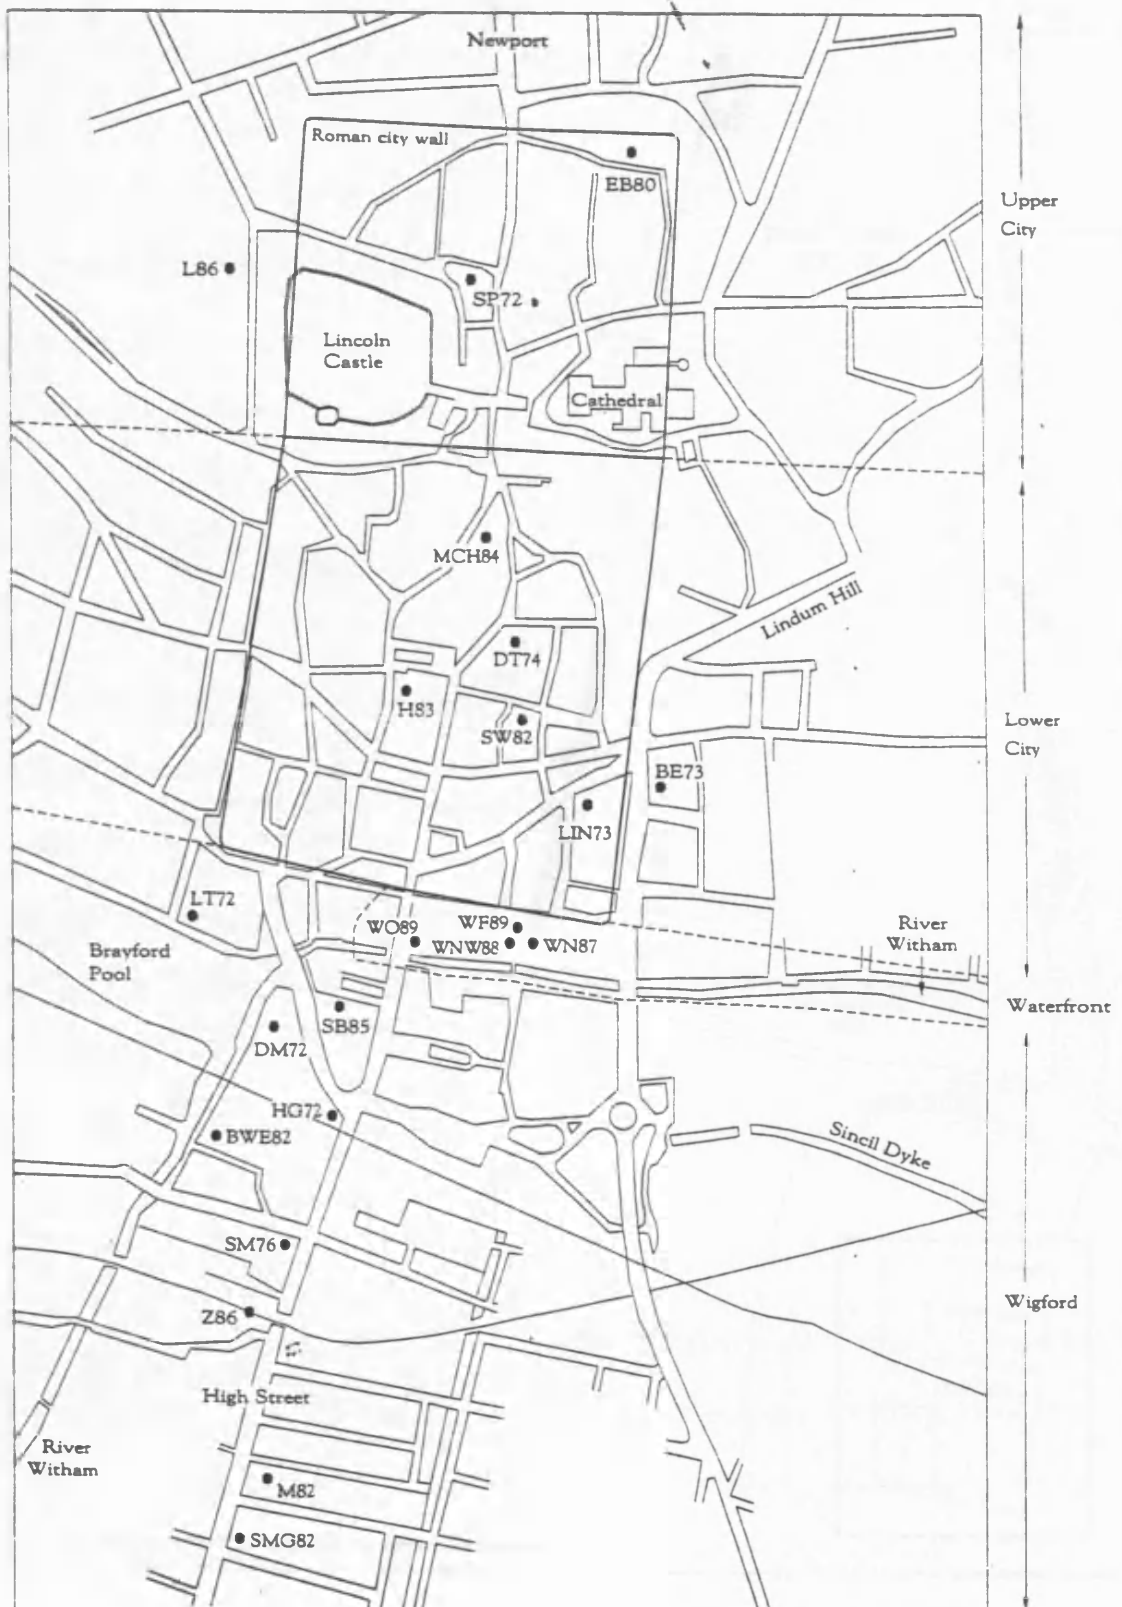 Newport
Roman city wall
EB80
Upper
City
L86
SP72
Lincoln
Castle
Cathedral
MCH84
Lindum Hill
DT74
H83
SW82
Lower
City
BE73
LIN73
LT72
WO89
WF89
WNW88
WN87
River
Witham
Brayford
Pool
Waterfront
SB85
DM72
HG72
BWE82
Sincil Dyke
SM76
Z86
Wigford
High Street
River
Witham
M82
SMG82